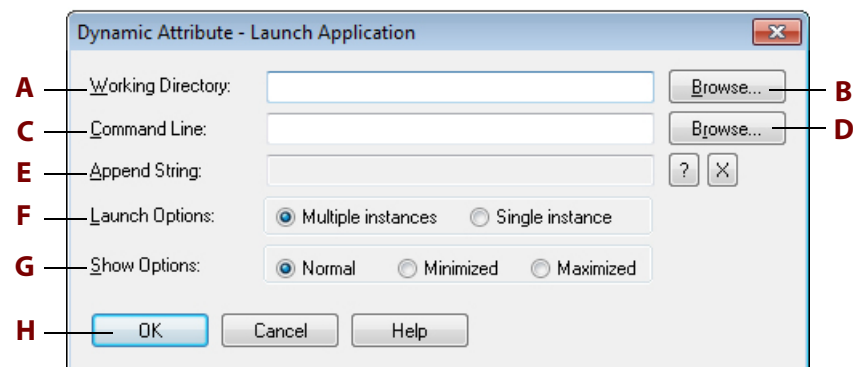 Dynamic Attribute - Launch Application
A Working Directory: Browse... B
C Command Line: Browse... D
E Append String: ? X
F Launch Options: Multiple instances Single instance
G Show Options: Normal Minimized Maximized
H OK Cancel Help